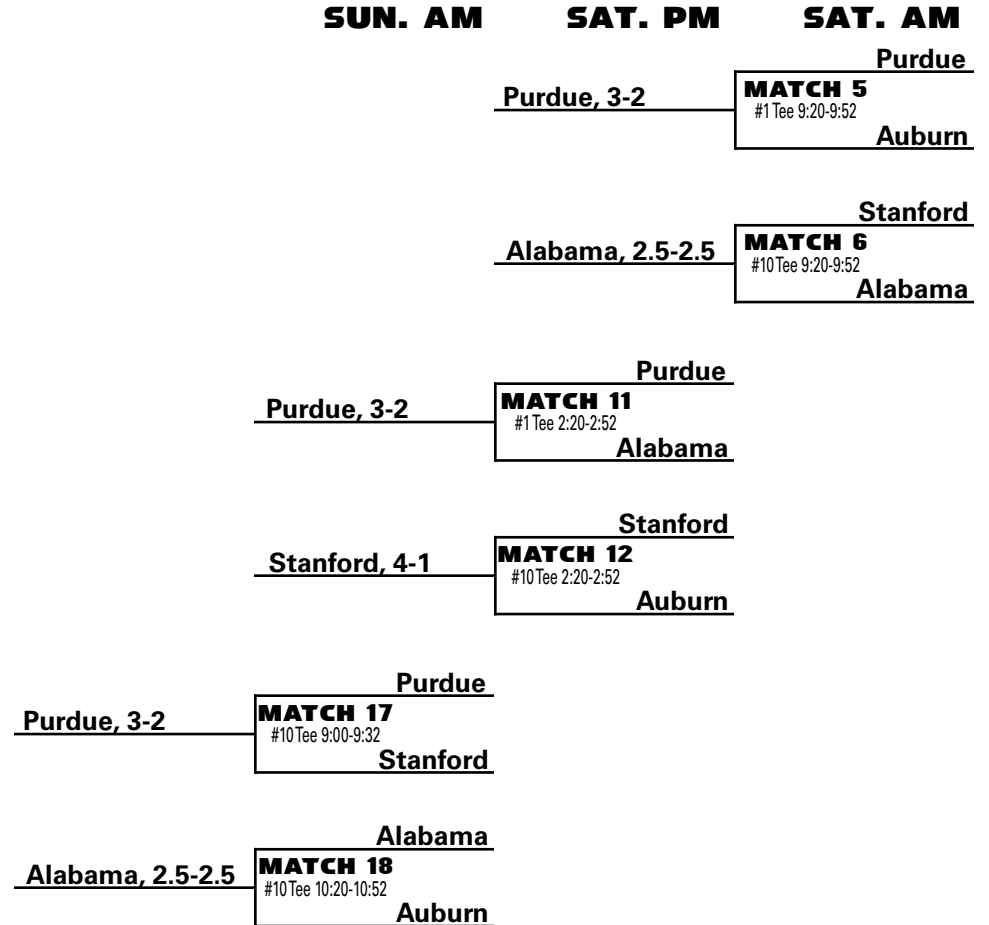 SUN. AM SAT. PM SAT. AM
Purdue
Purdue, 3-2
MATCH 5
#1 Tee 9:20-9:52
Auburn
Stanford
Alabama, 2.5-2.5
MATCH 6
#10 Tee 9:20-9:52
Alabama
Purdue
Purdue, 3-2
MATCH 11
#1 Tee 2:20-2:52
Alabama
Stanford
Stanford, 4-1
MATCH 12
#10 Tee 2:20-2:52
Auburn
Purdue
Purdue, 3-2
MATCH 17
#10 Tee 9:00-9:32
Stanford
Alabama
Alabama, 2.5-2.5
MATCH 18
#10 Tee 10:20-10:52
Auburn